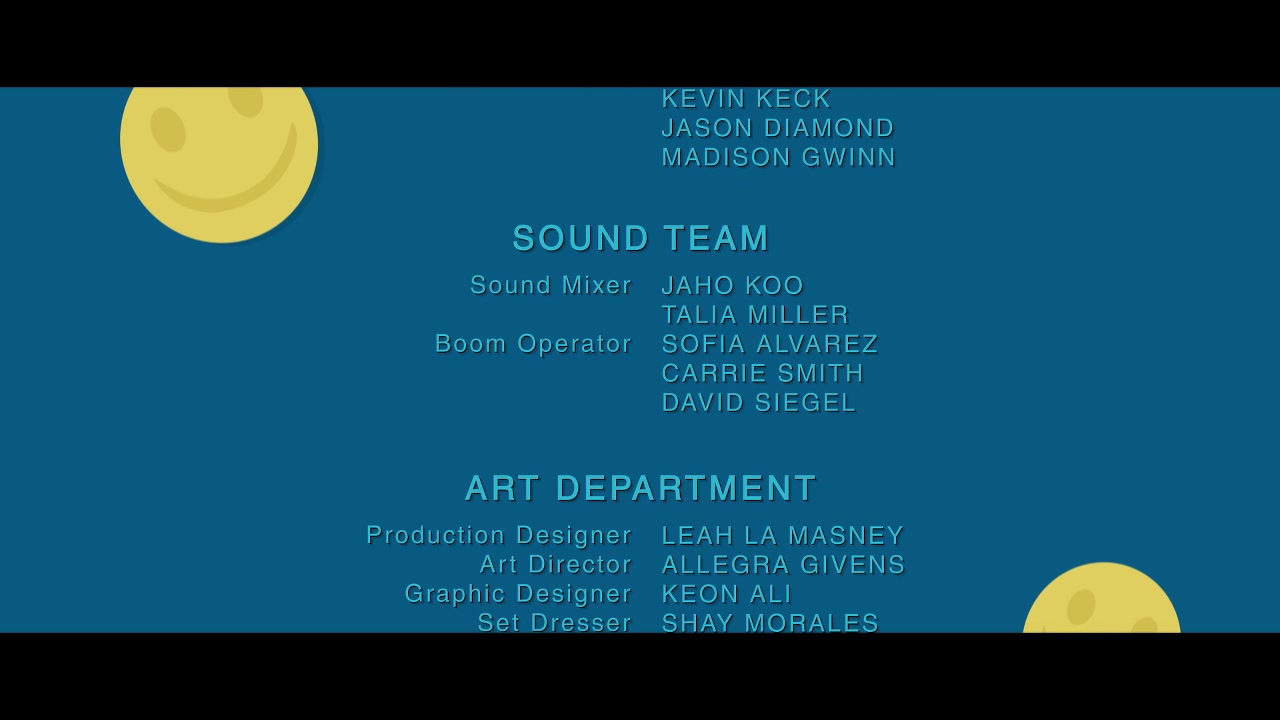 KEVIN KECK
JASON DIAMOND
MADISON GWINN
SOUND TEAM
Sound Mixer JAHO KOO
TALIA MILLER
Boom Operator SOFIA ALVAREZ
CARRIE SMITH
DAVID SIEGEL
ART DEPARTMENT
Production Designer LEAH LA MASNEY
Art Director ALLEGRA GIVENS
Graphic Designer KEON ALI
Set Dresser SHAY MORALES